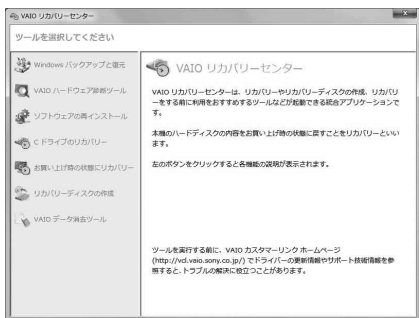 VAIO リカバリーセンター
ツールを選択してください
Windows バックアップと復元
VAIO ハードウェア診断ツール
ソフトウェアの再インストール
C ドライブのリカバリー
お買い上げ時の状態にリカバリー
リカバリーディスクの作成
VAIO データ消去ツール
VAIO リカバリーセンター
VAIO リカバリーセンターは、リカバリーやリカバリーディスクの作成、リカバリ
ーをする前に利用をおすすめするツールなどが起動できる統合アプリケーションで
す。
本機のハードディスクの内容をお買い上げ時の状態に戻すことをリカバリーといい
ます。
左のボタンをクリックすると各機能の説明が表示されます。
ツールを実行する前に、VAIO カスタマーリンク ホームページ
(http://vcl.vaio.sony.co.jp/) でドライバーの更新情報やサポート技術情報を参
照すると、トラブルの解決に役立つことがあります。